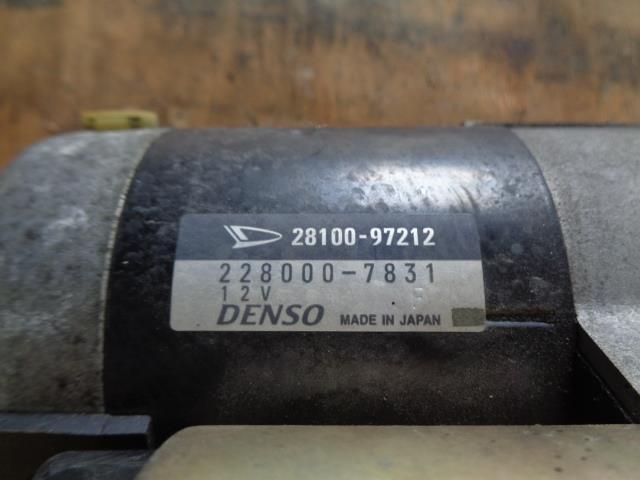 28100-97212
228000-7831
12V F
DENSO MADE IN JAPAN